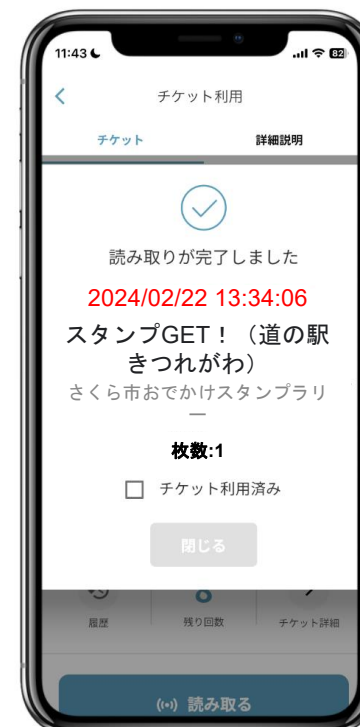 11:43
82
チケット利用
チケット
詳細説明
読み取りが完了しました
2024/02/22 13:34:06
スタンプGET！（道の駅
きつれがわ）
さくら市おでかけスタンプラリ
ー
枚数:1
チケット利用済み
閉じる
履歴
残り回数
チケット詳細
読み取る